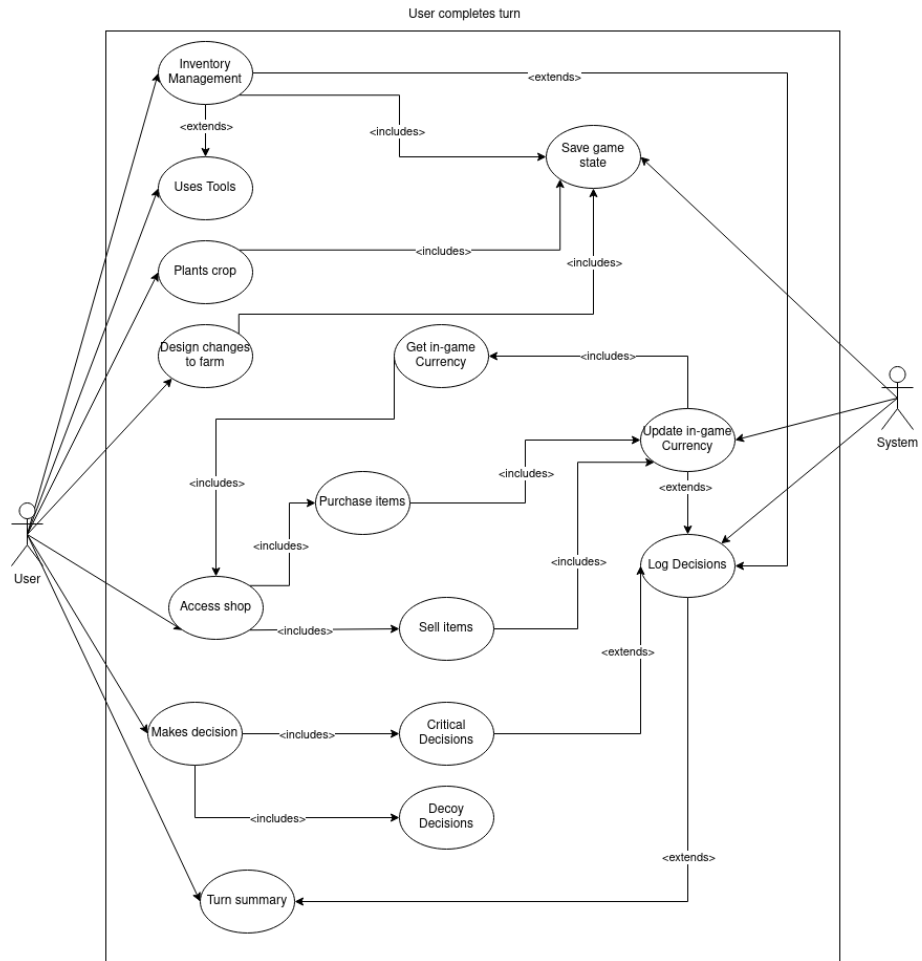 User completes turn
Inventory
Management
<extends>
<extends>
<includes>
Save game
state
Uses Tools
Plants crop
<includes>
<includes>
Design changes
to farm
Get in-game
Currency
<includes>
Update in-game
Currency
System
<includes>
Purchase items
<includes>
<extends>
User
<includes>
<includes>
Log Decisions
Access shop
<includes>
Sell items
<extends>
Makes decision
<includes>
Critical
Decisions
<includes>
Decoy
Decisions
<extends>
Turn summary